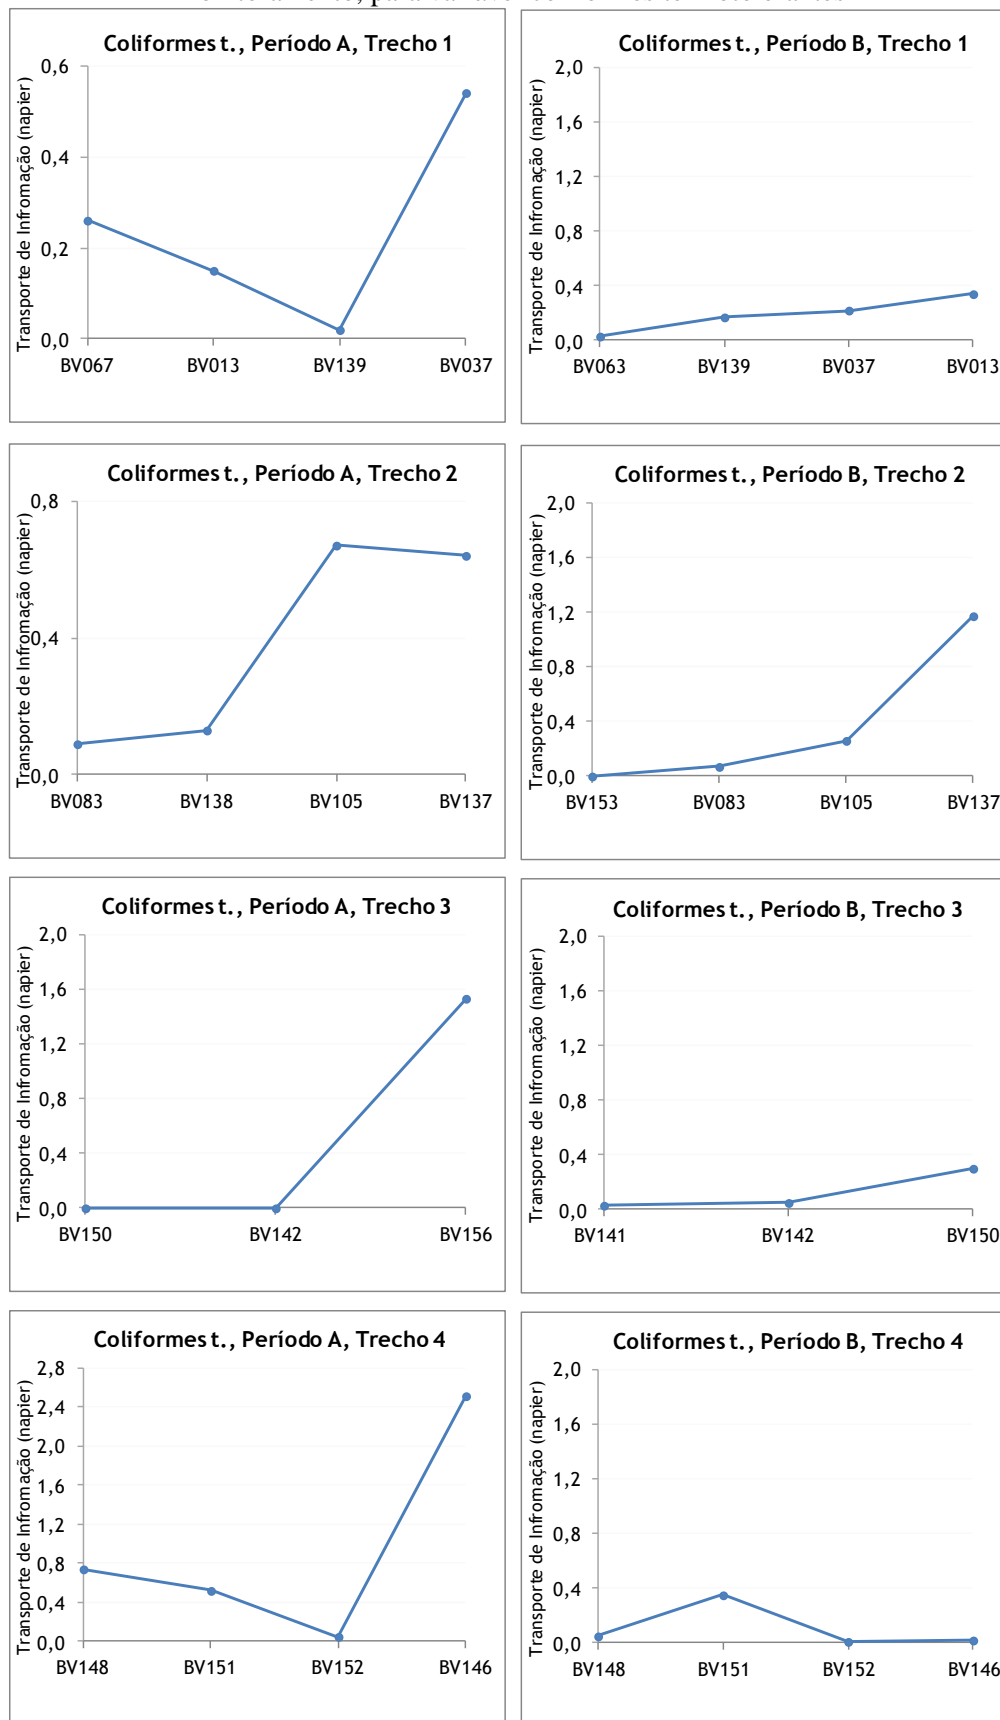 para
Coliformes t., Período A, Trecho 1
Transporte de Infromação (napier)
0,6
0,4
0,2
0,0
BV067 BV013 BV139 BV037
Coliformes t., Período B, Trecho 1
Transporte de Infromação (napier)
2,0
1,6
1,2
0,8
0,4
0,0
BV063 BV139 BV037 BV013
Coliformes t., Período A, Trecho 2
Transporte de Infromação (napier)
0,8
0,4
0,0
BV083 BV138 BV105 BV137
Coliformes t., Período B, Trecho 2
Transporte de Infromação (napier)
2,0
1,6
1,2
0,8
0,4
0,0
BV153 BV083 BV105 BV137
Coliformes t., Período A, Trecho 3
Transporte de Infromação (napier)
2,0
1,6
1,2
0,8
0,4
0,0
BV150 BV142 BV156
Coliformes t., Período B, Trecho 3
Transporte de Infromação (napier)
2,0
1,6
1,2
0,8
0,4
0,0
BV141 BV142 BV150
Coliformes t., Período A, Trecho 4
Transporte de Infromação (napier)
2,8
2,4
2,0
1,6
1,2
0,8
0,4
0,0
BV148 BV151 BV152 BV146
Coliformes t., Período B, Trecho 4
Transporte de Infromação (napier)
2,0
1,6
1,2
0,8
0,4
0,0
BV148 BV151 BV152 BV146